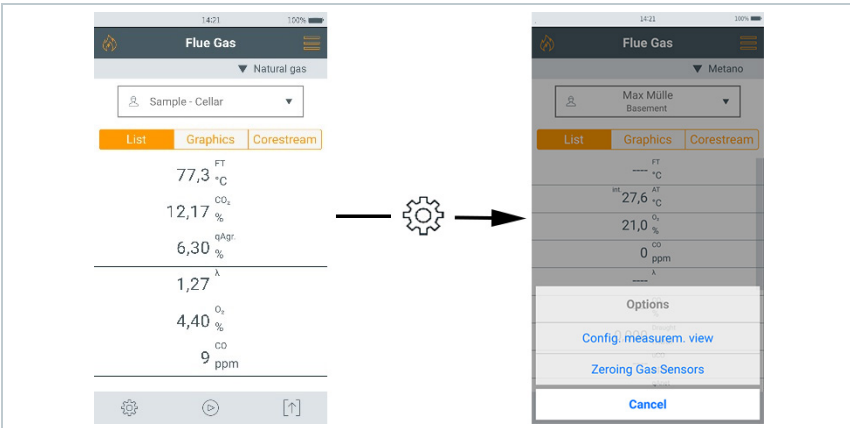 14:21
100%
Flue Gas
▼ Natural gas
Sample - Cellar ▼
List
Graphics
Corestream
77,3 FT °C
12,17 CO₂ %
6,30 qAgr. %
1,27 λ
4,40 O₂ %
9 CO ppm
14:21
100%
Flue Gas
▼ Metano
Max Mülle
Basement
▼
List
Graphics
Corestream
---- FT °C
Int. 27,6 AT °C
21,0 O₂ %
0 CO ppm
---- λ
Options
Config. measurem. view
Zeroing Gas Sensors
Cancel